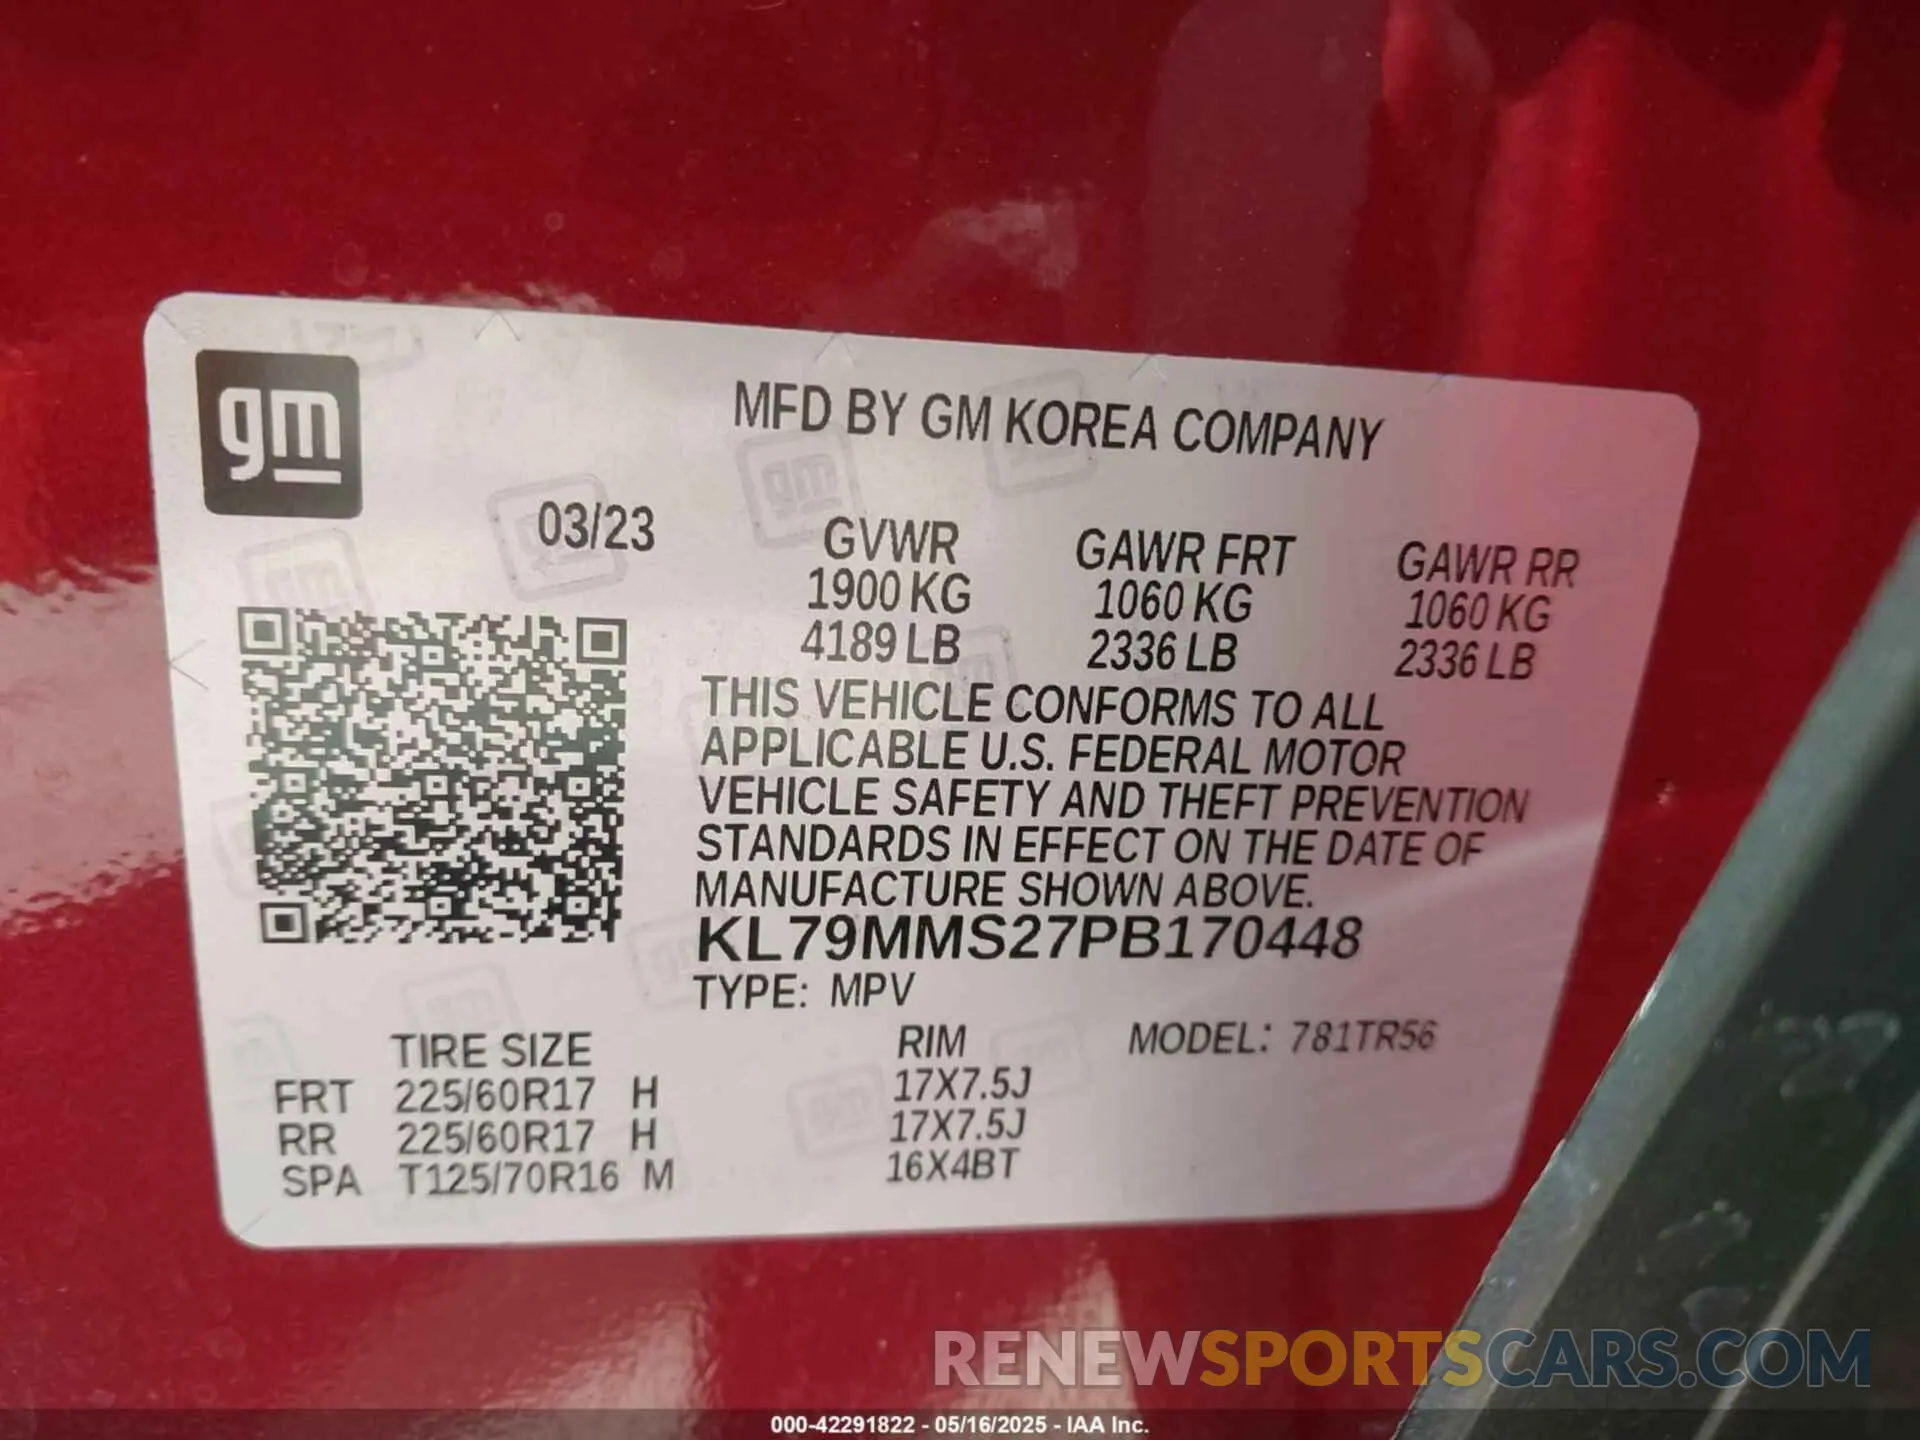 gm
MFD BY GM KOREA COMPANY
03/23
GVWR GAWR FRT GAWR RR
1900 KG 1060 KG 1060 KG
4189 LB 2336 LB 2336 LB
THIS VEHICLE CONFORMS TO ALL
APPLICABLE U.S. FEDERAL MOTOR
VEHICLE SAFETY AND THEFT PREVENTION
STANDARDS IN EFFECT ON THE DATE OF
MANUFACTURE SHOWN ABOVE.
KL79MMS27PB170448
TYPE: MPV
TIRE SIZE RIM MODEL: 781TR56
FRT 225/60R17 H 17X7.5J
RR 225/60R17 H 17X7.5J
SPA T125/70R16 M 16X4BT
RENEWSPORTSCARS.COM
000-42291822 - 05/16/2025 - IAA Inc.